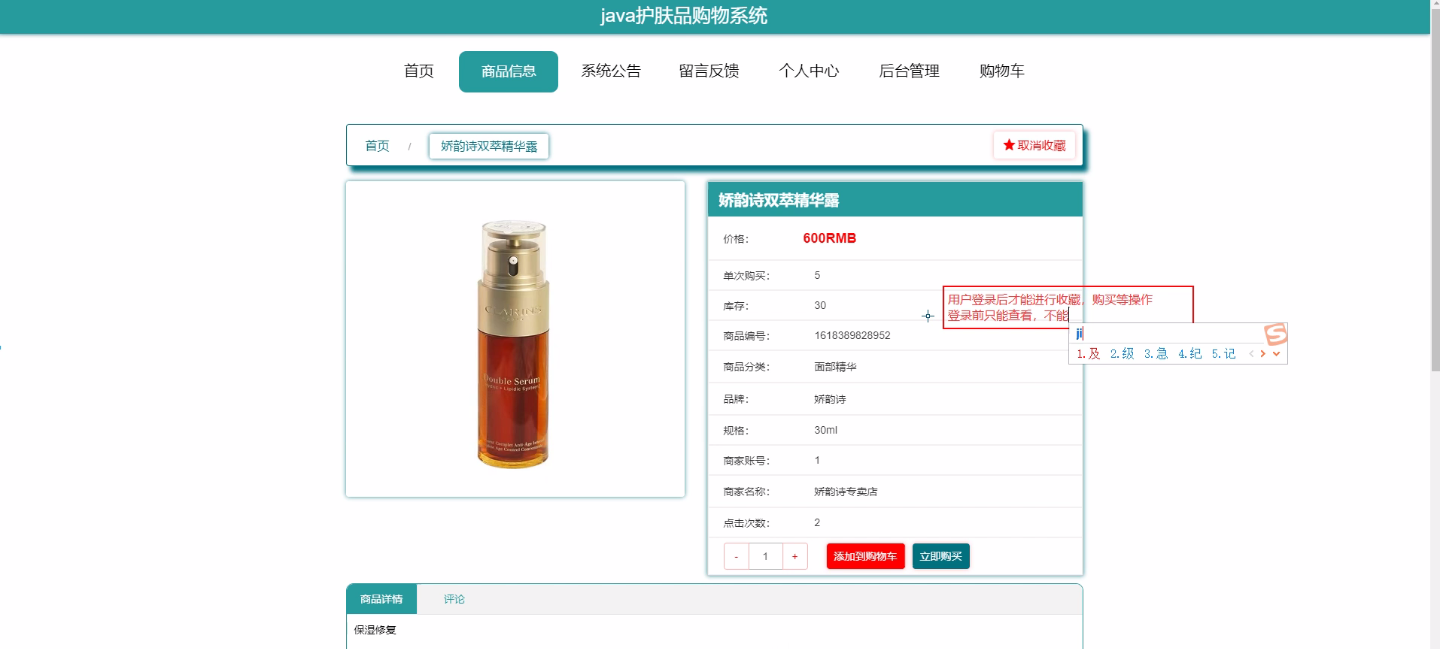 java护肤品购物系统
首页 商品信息 系统公告 留言反馈 个人中心 后台管理 购物车
首页 / 娇韵诗双萃精华露 ★取消收藏
娇韵诗双萃精华露
价格： 600RMB
单次购买： 5
库存： 30
用户登录后才能进行收藏，购买等操作
登录前只能查看，不能
商品编号： 1618389828952
ji
1.及 2.级 3.急 4.纪 5.记
商品分类： 面部精华
品牌： 娇韵诗
规格： 30ml
商家账号： 1
商家名称： 娇韵诗专卖店
点击次数： 2
- 1 + 添加到购物车 立即购买
CLARINS
Double Serum
商品详情 评论
保湿修复